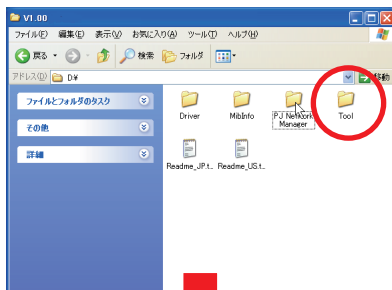 V1.00
ファイル(F) 編集(E) 表示(V) お気に入り(A) ツール(T) ヘルプ(H)
戻る 検索 フォルダ
アドレス(D) D¥ 移動
ファイルとフォルダのタスク
その他
詳細
Driver MibInfo PJ Network Manager Tool
Readme_JP.t... Readme_US.t...